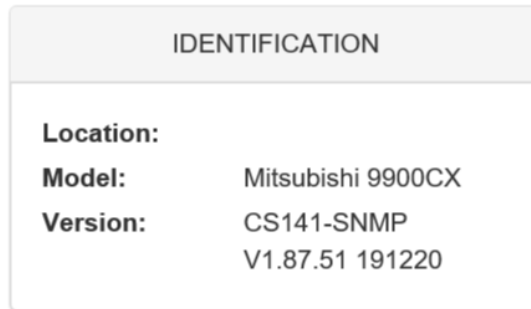 IDENTIFICATION
Location:
Model: Mitsubishi 9900CX
Version: CS141-SNMP
V1.87.51 191220